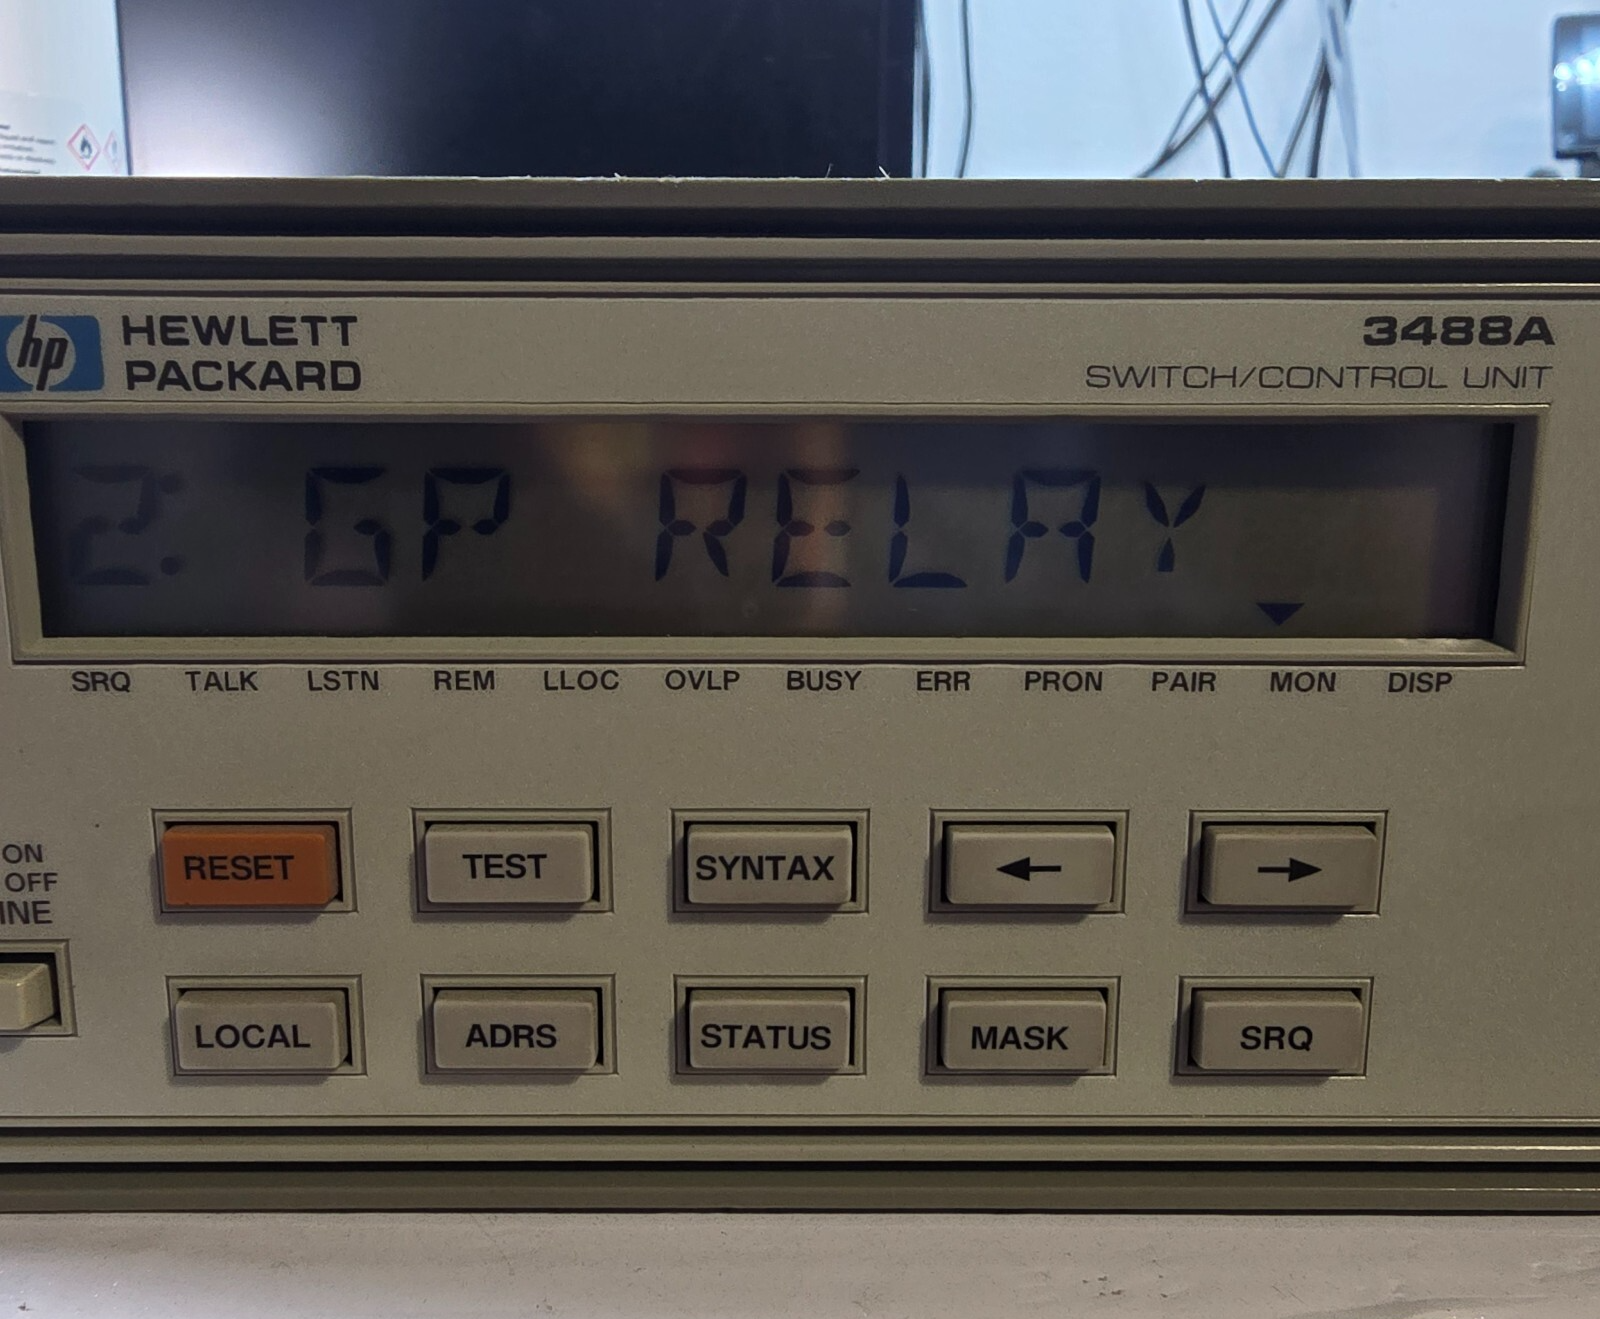 hp HEWLETT PACKARD
3488A
SWITCH/CONTROL UNIT
2: GP RELAY
SRQ TALK LSTN REM LLOC OVLP BUSY ERR PRON PAIR MON DISP
ON
OFF
INE
RESET TEST SYNTAX ← →
LOCAL ADRS STATUS MASK SRQ